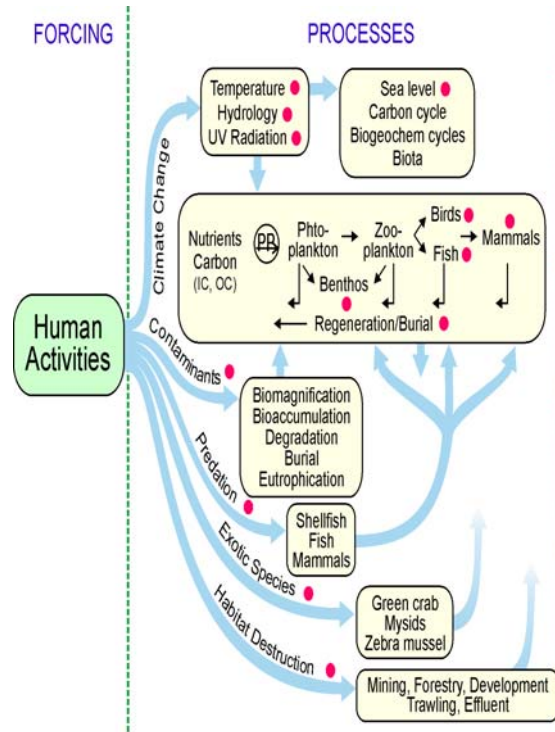 FORCING
PROCESSES
Temperature
Hydrology
UV Radiation
Sea level
Carbon cycle
Biogeochem cycles
Biota
Climate Change
Nutrients
Carbon
(IC, OC)
PP
Phto-
plankton
Zoo-
plankton
Birds
Fish
Mammals
Benthos
Regeneration/Burial
Human
Activities
Contaminants
Biomagnification
Bioaccumulation
Degradation
Burial
Eutrophication
Predation
Shellfish
Fish
Mammals
Exotic Species
Green crab
Mysids
Zebra mussel
Habitat Destruction
Mining, Forestry, Development
Trawling, Effluent